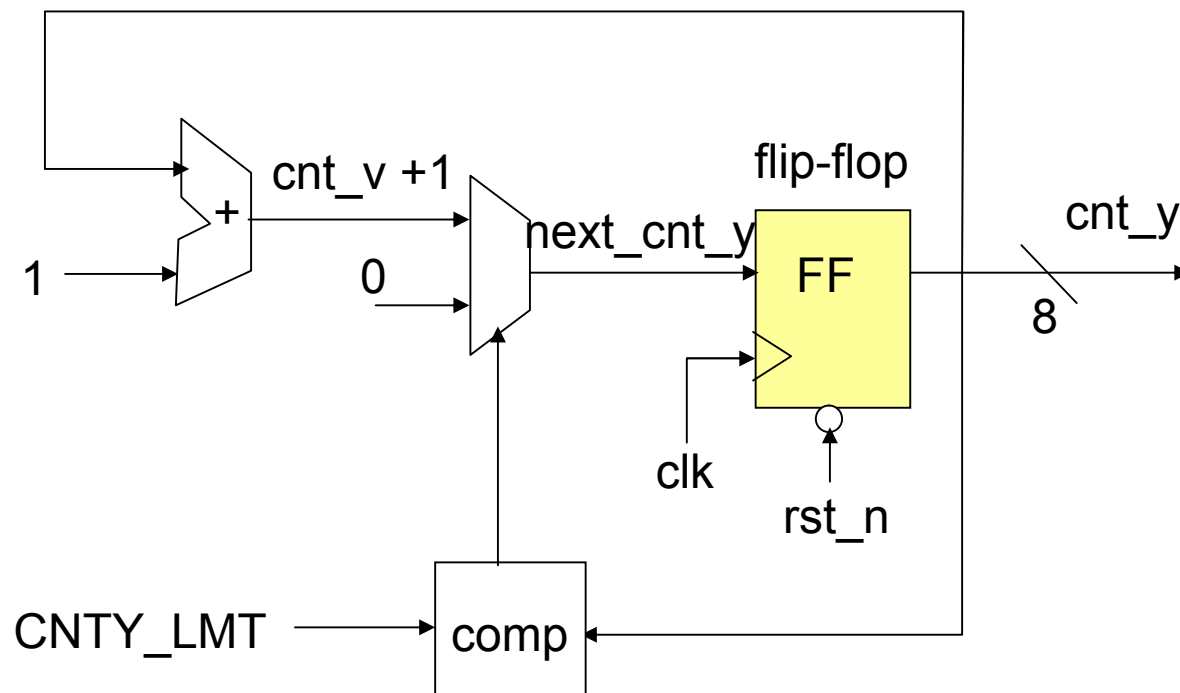 flip-flop
cnt_v +1
cnt_y
next_cnt_y
+
1
0
FF
8
clk
rst_n
CNTY_LMT
comp